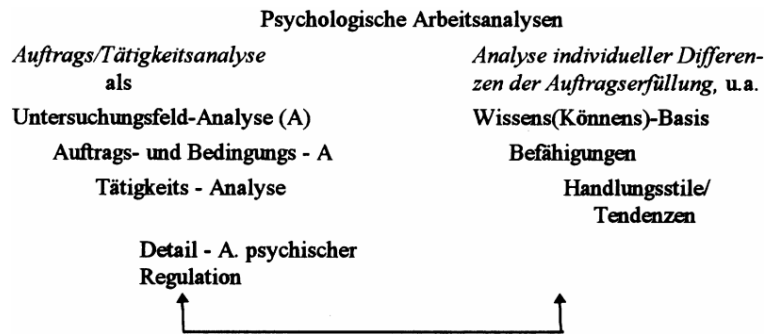 Psychologische Arbeitsanalysen
Auftrags/Tätigkeitsanalyse
als
Untersuchungsfeld-Analyse (A)
Auftrags- und Bedingungs - A
Tätigkeits - Analyse
Detail - A. psychischer
Regulation
Analyse individueller Differen-
zen der Auftragserfüllung, u.a.
Wissens(Könnens)-Basis
Befähigungen
Handlungsstile/
Tendenzen